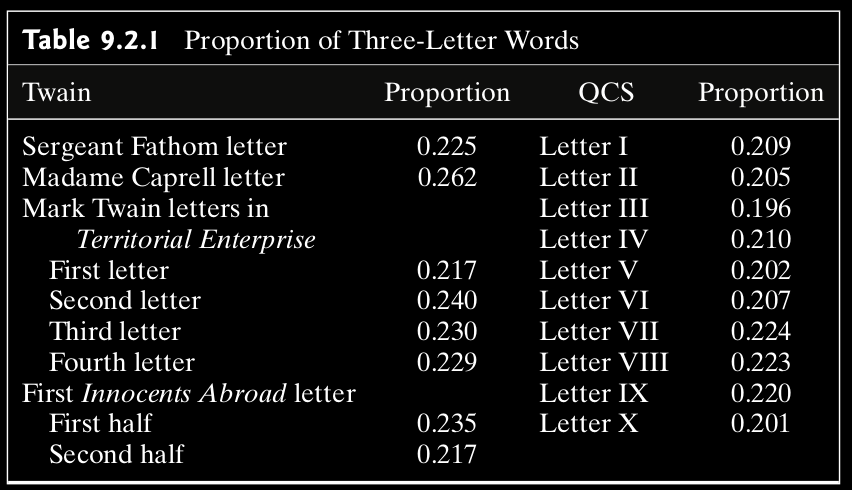 Table 9.2.1 Proportion of Three-Letter Words
Twain Proportion QCS Proportion
Sergeant Fathom letter 0.225 Letter I 0.209
Madame Caprell letter 0.262 Letter II 0.205
Mark Twain letters in Letter III 0.196
Territorial Enterprise Letter IV 0.210
First letter 0.217 Letter V 0.202
Second letter 0.240 Letter VI 0.207
Third letter 0.230 Letter VII 0.224
Fourth letter 0.229 Letter VIII 0.223
First Innocents Abroad letter Letter IX 0.220
First half 0.235 Letter X 0.201
Second half 0.217